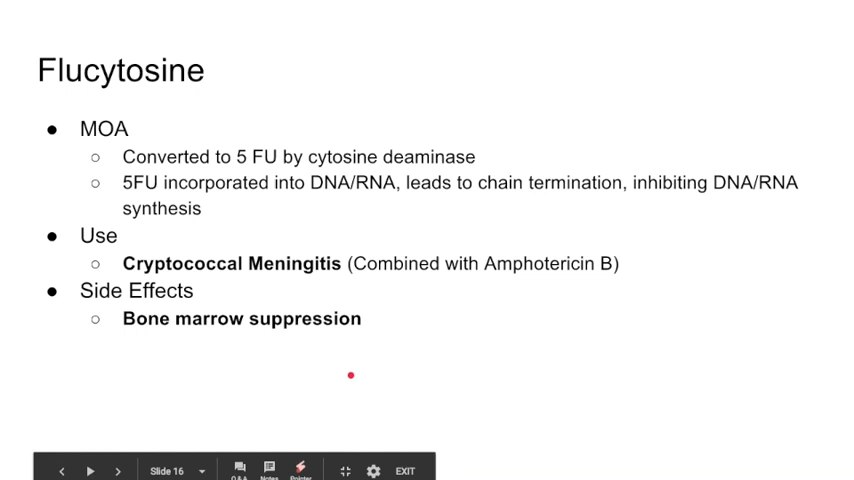 Flucytosine
● MOA
○ Converted to 5 FU by cytosine deaminase
○ 5FU incorporated into DNA/RNA, leads to chain termination, inhibiting DNA/RNA
synthesis
● Use
○ Cryptococcal Meningitis (Combined with Amphotericin B)
● Side Effects
○ Bone marrow suppression
Slide 16 Q&A Notes Pointer EXIT